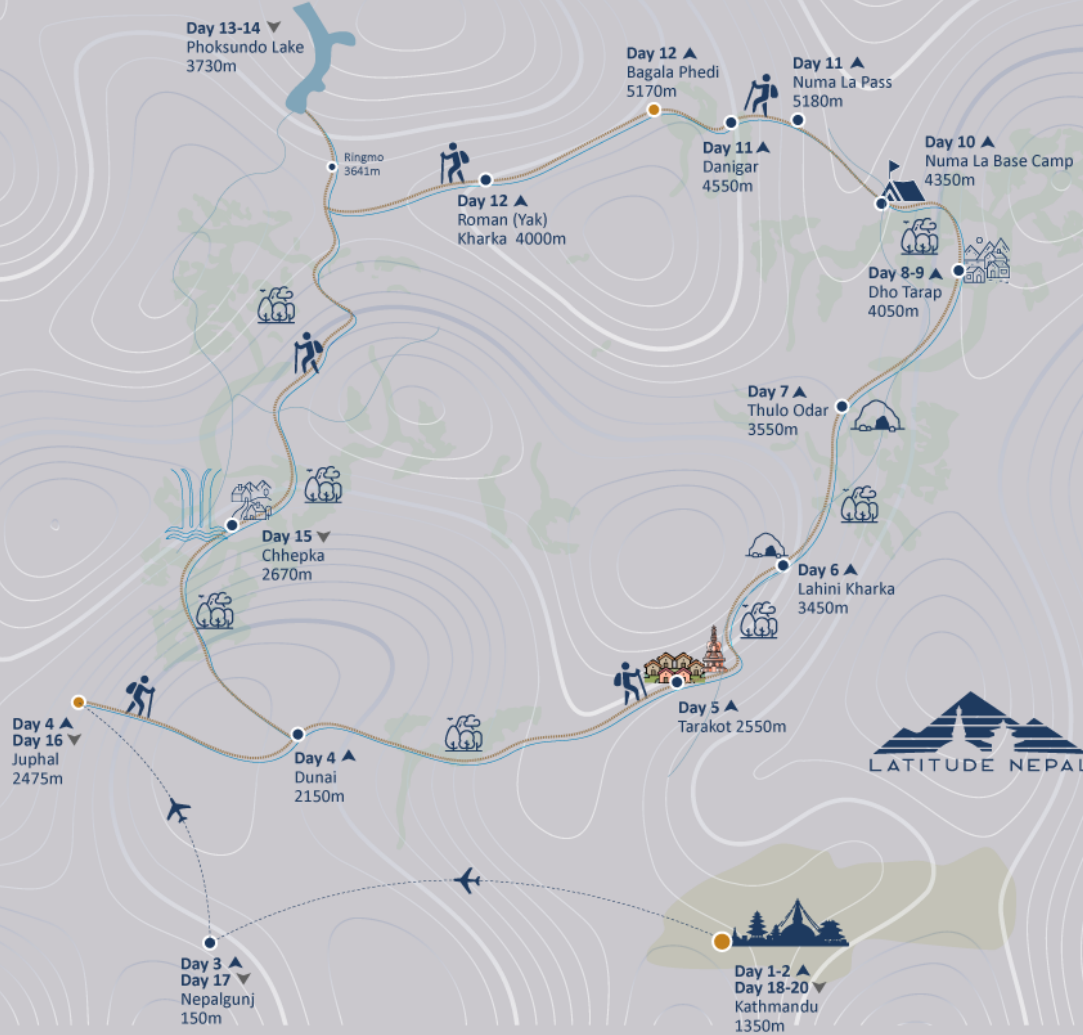 Day 13-14
Phoksundo Lake
3730m
Day 12
Bagala Phedi
5170m
Day 11
Numa La Pass
5180m
Day 11
Danigar
4550m
Day 10
Numa La Base Camp
4350m
Ringmo
3641m
Day 12
Roman (Yak)
Kharka 4000m
Day 8-9
Dho Tarap
4050m
Day 7
Thulo Odar
3550m
Day 15
Chhepka
2670m
Day 6
Lahini Kharka
3450m
Day 5
Tarakot 2550m
Day 4
Day 16
Juphal
2475m
Day 4
Dunai
2150m
LATITUDE NEPAL
Day 3
Day 17
Nepalgunj
150m
Day 1-2
Day 18-20
Kathmandu
1350m